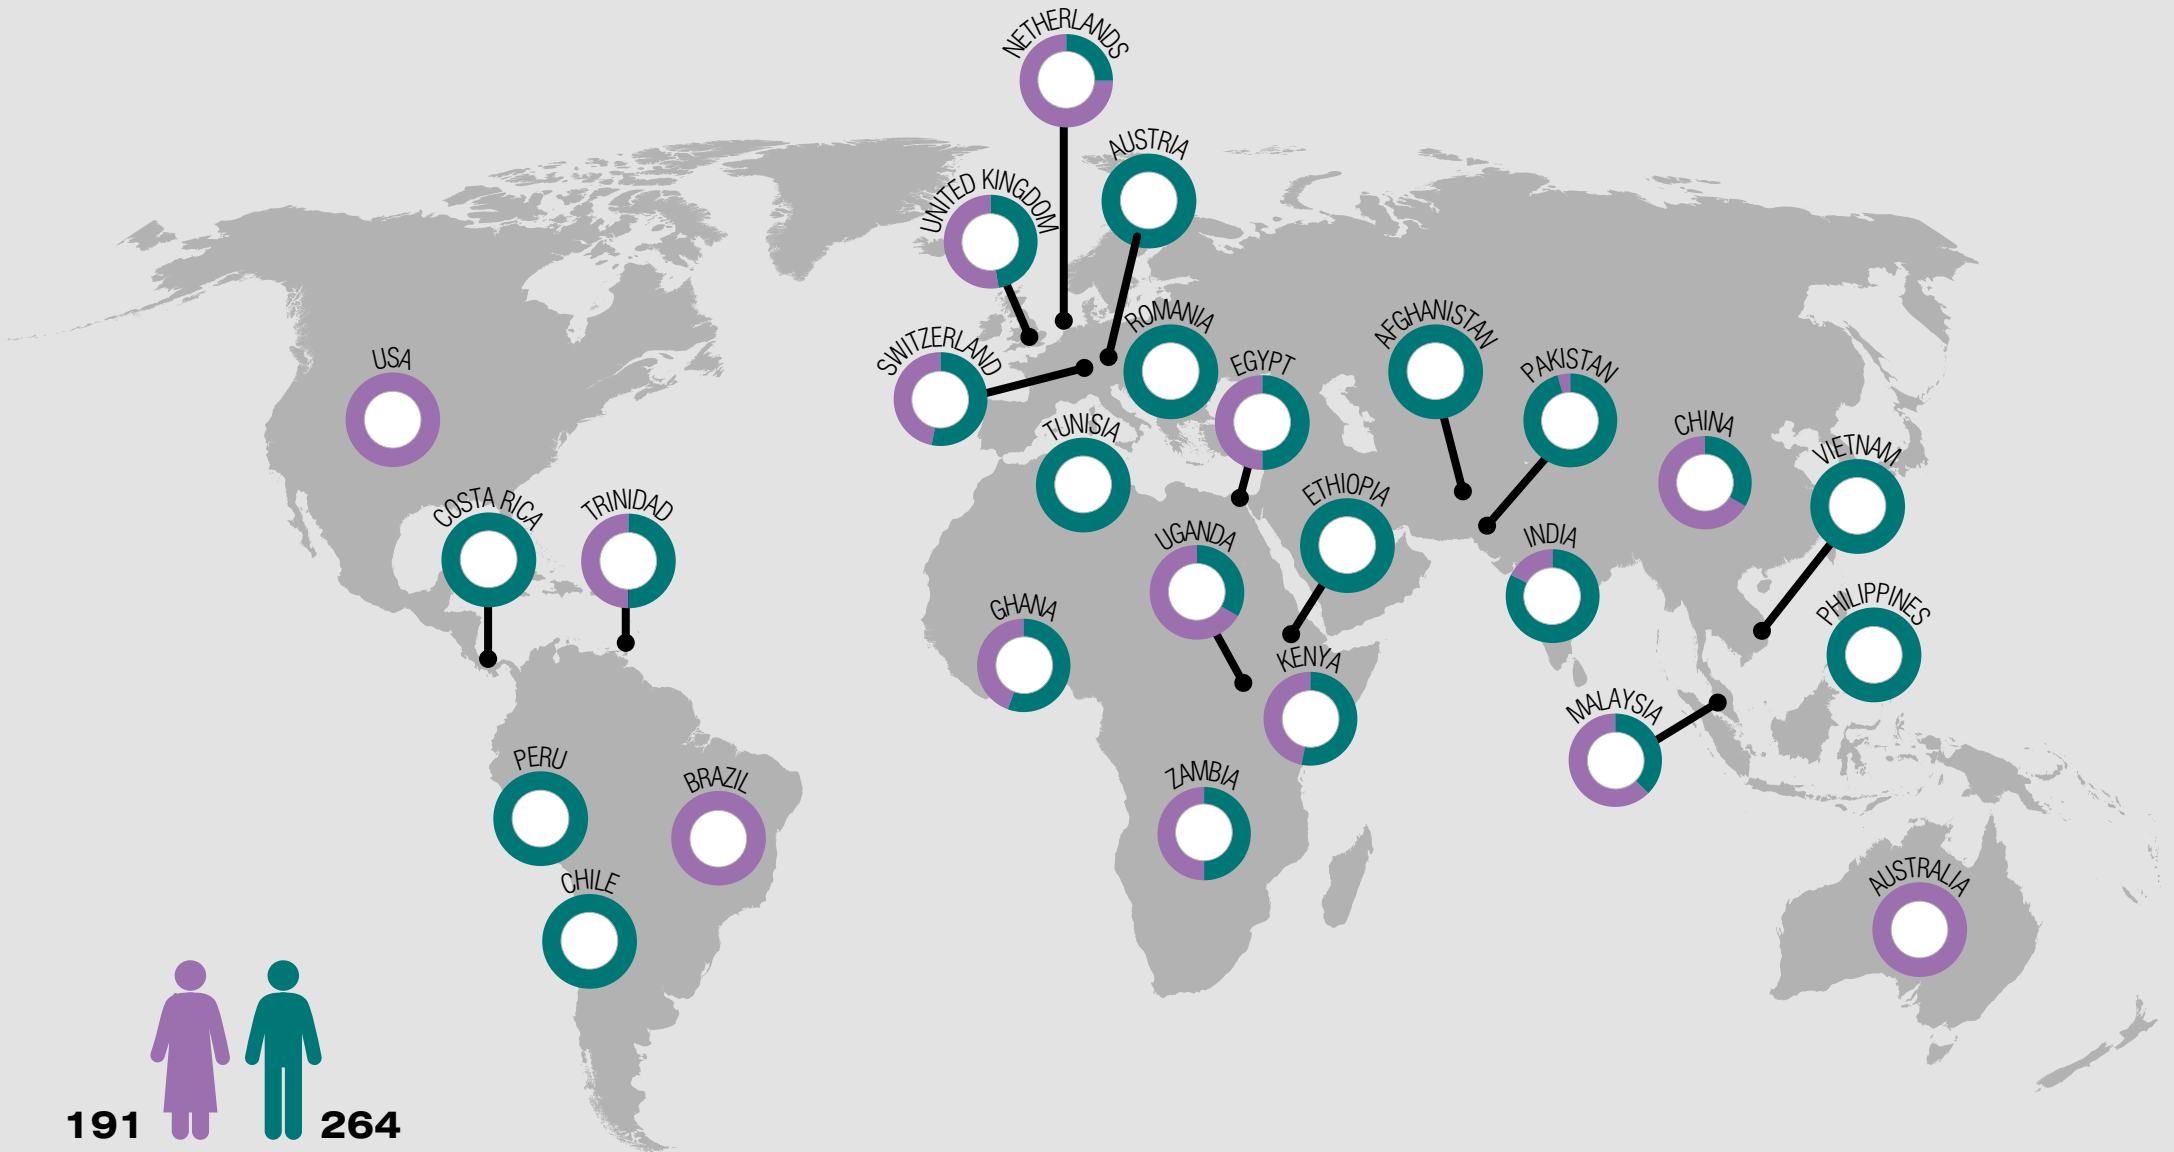 NETHERLANDS
AUSTRIA
UNITED KINGDOM
ROMANIA
AFGHANISTAN
SWITZERLAND
EGYPT
PAKISTAN
USA
TUNISIA
CHINA
VIETNAM
COSTA RICA
TRINIDAD
ETHIOPIA
UGANDA
INDIA
GHANA
PHILIPPINES
KENYA
MALAYSIA
PERU
BRAZIL
ZAMBIA
CHILE
AUSTRALIA
191
264